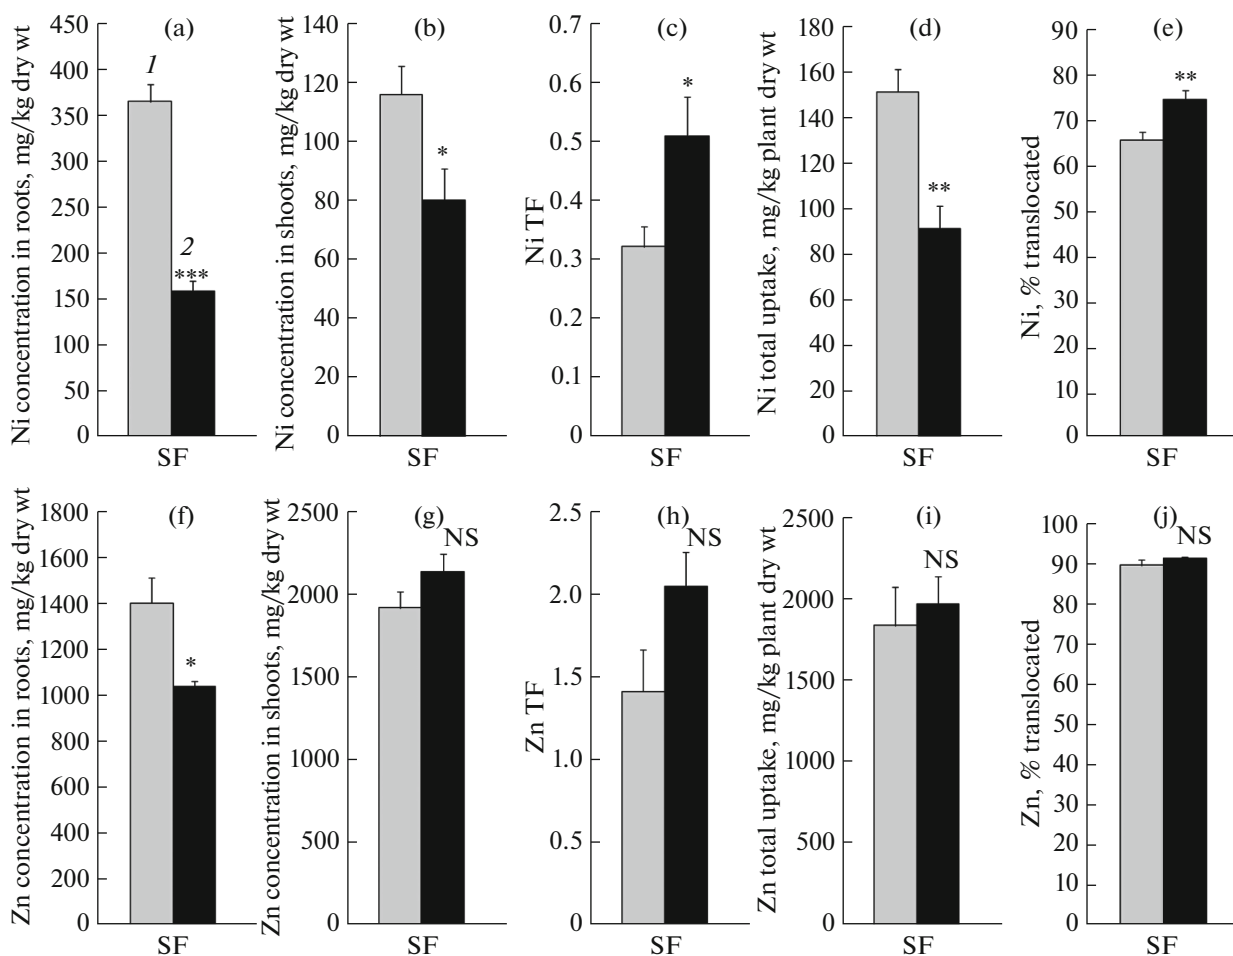 Ni concentration in roots, mg/kg dry wt
450
400
350
300
250
200
150
100
50
0
(a)
1
2
***
SF
Ni concentration in shoots, mg/kg dry wt
140
120
100
80
60
40
20
0
(b)
*
SF
Ni TF
0.7
0.6
0.5
0.4
0.3
0.2
0.1
0
(c)
*
SF
Ni total uptake, mg/kg plant dry wt
180
160
140
120
100
80
60
40
20
0
(d)
**
SF
Ni, % translocated
90
80
70
60
50
40
30
20
10
0
(e)
**
SF
Zn concentration in roots, mg/kg dry wt
1800
1600
1400
1200
1000
800
600
400
200
0
(f)
*
SF
Zn concentration in shoots, mg/kg dry wt
2500
2000
1500
1000
500
0
(g)
NS
SF
Zn TF
2.5
2.0
1.5
1.0
0.5
0
(h)
NS
SF
Zn total uptake, mg/kg plant dry wt
2500
2000
1500
1000
500
0
(i)
NS
SF
Zn, % translocated
100
90
80
90
60
50
40
30
20
10
0
(j)
NS
SF